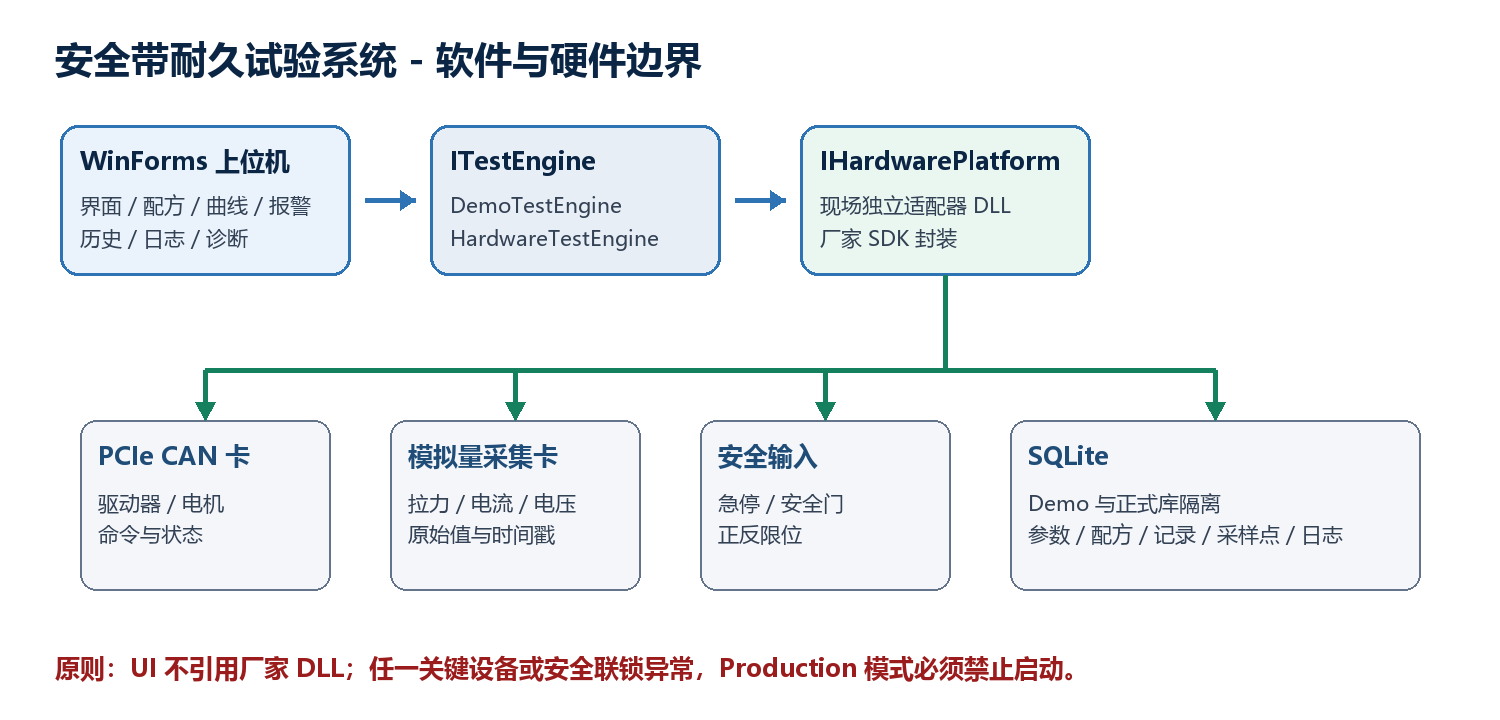 安全带耐久试验系统 - 软件与硬件边界
WinForms 上位机
界面 / 配方 / 曲线 / 报警
历史 / 日志 / 诊断
ITestEngine
DemoTestEngine
HardwareTestEngine
IHardwarePlatform
现场独立适配器 DLL
厂家 SDK 封装
PCIe CAN 卡
驱动器 / 电机
命令与状态
模拟量采集卡
拉力 / 电流 / 电压
原始值与时间戳
安全输入
急停 / 安全门
正反限位
SQLite
Demo 与正式库隔离
参数 / 配方 / 记录 / 采样点 / 日志
原则：UI 不引用厂家 DLL；任一关键设备或安全联锁异常，Production 模式必须禁止启动。